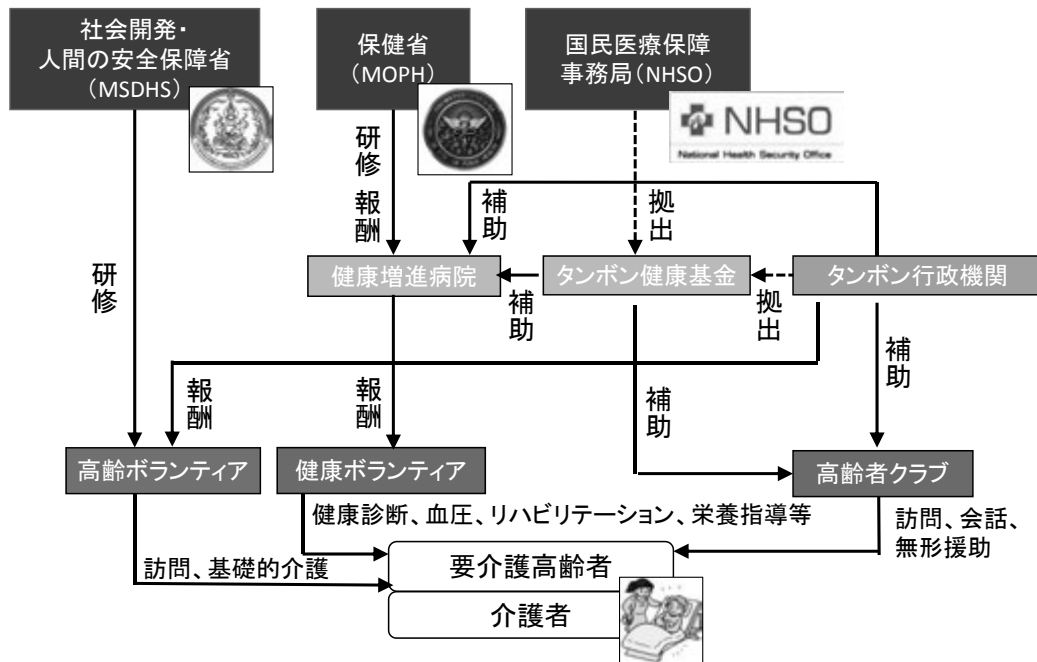 社会開発・
人間の安全保障省
（MSDHS）
保健省
（MOPH）
国民医療保障
事務局（NHSO）
NHSO
National Health Security Office
研修
報酬
補助
拠出
健康増進病院
タンボン健康基金
タンボン行政機関
研修
補助
拠出
報酬
報酬
補助
補助
高齢ボランティア
健康ボランティア
高齢者クラブ
健康診断、血圧、リハビリテーション、栄養指導等
訪問、会話、
無形援助
訪問、基礎的介護
要介護高齢者
介護者